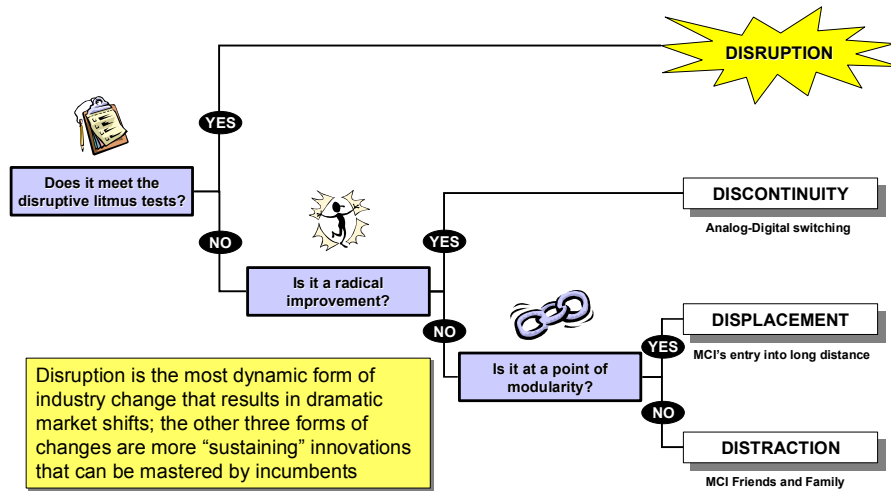 DISRUPTION
YES
Does it meet the
disruptive litmus tests?
NO
DISCONTINUITY
Analog-Digital switching
YES
Is it a radical
improvement?
NO
DISPLACEMENT
MCI's entry into long distance
YES
Is it at a point of
modularity?
NO
DISTRACTION
MCI Friends and Family
Disruption is the most dynamic form of
industry change that results in dramatic
market shifts; the other three forms of
changes are more “sustaining” innovations
that can be mastered by incumbents